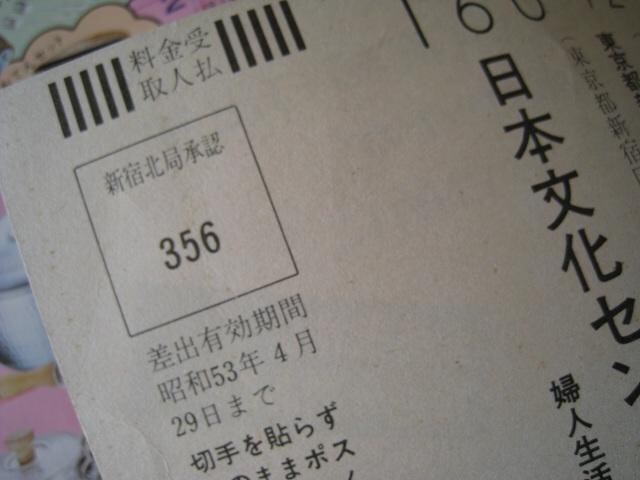 料金受
取人払
新宿北局承認
356
差出有効期間
昭和53年4月
29日まで
切手を貼らず
のままポス
160
日本文化セン
東京都新宿
婦人生活